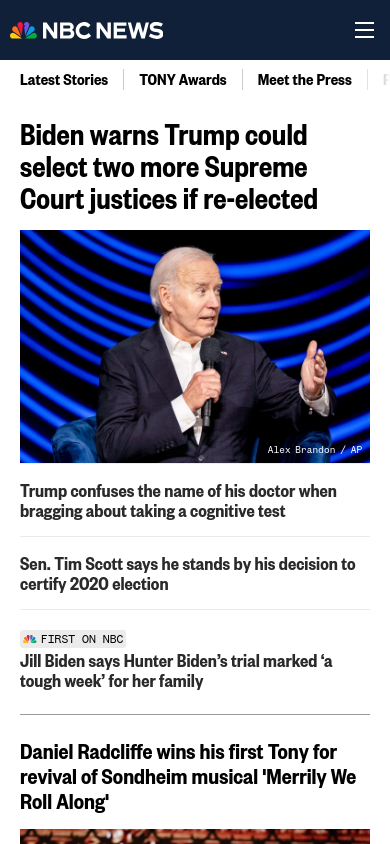 NBC NEWS
Latest Stories
TONY Awards
Meet the Press
Biden warns Trump could
select two more Supreme
Court justices if re-elected
Alex Brandon / AP
Trump confuses the name of his doctor when
bragging about taking a cognitive test
Sen. Tim Scott says he stands by his decision to
certify 2020 election
FIRST ON NBC
Jill Biden says Hunter Biden’s trial marked ‘a
tough week’ for her family
Daniel Radcliffe wins his first Tony for
revival of Sondheim musical 'Merrily We
Roll Along'